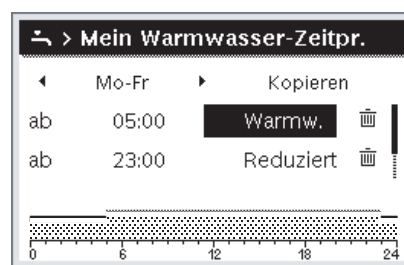 > Mein Warmwasser-Zeitpr.
Mo-Fr Kopieren
ab 05:00 Warmw.
ab 23:00 Reduziert
0 6 12 18 24